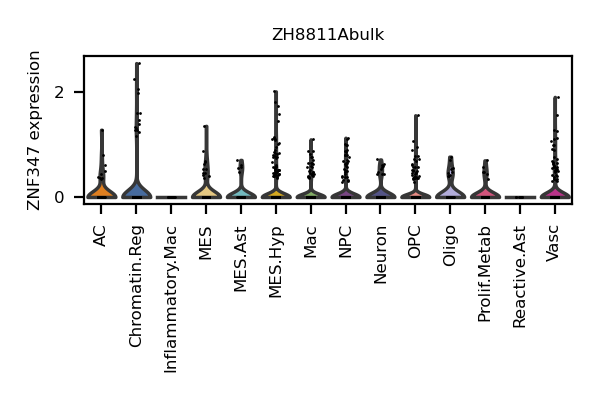 ZH8811Abulk
ZNF347 expression
2
0
AC
Chromatin.Reg
Inflammatory.Mac
MES
MES.Ast
MES.Hyp
Mac
NPC
Neuron
OPC
Oligo
Prolif.Metab
Reactive.Ast
Vasc